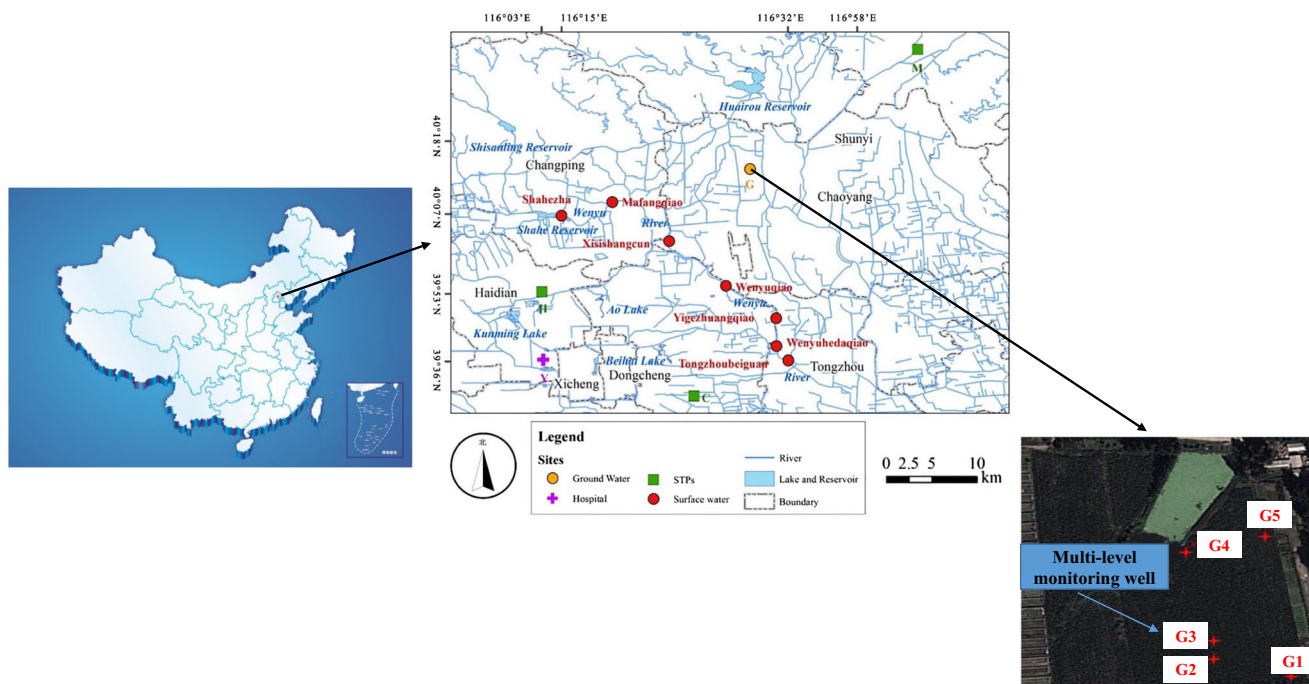 116°03'E 116°15'E 116°32'E 116°58'E
40°18'N
40°07'N
39°53'N
39°36'N
M
Huairou Reservoir
Shunyi
Shisanling Reservoir
Changping
G
Chaoyang
Shahezha
Mafangqiao
Wenyu
River
Shahe Reservoir
Xisishangcun
Haidian
H
Wenyuqiao
Wenyu
Ao Lake
Yigezhuangqiao
Kunming Lake
Wenyuhedaqiao
Beihai Lake
Tongzhoubeiguan
Y
Xicheng
Dongcheng
River
Tongzhou
C
北
Legend
Sites
Ground Water
STPs
Hospital
Surface water
River
Lake and Reservoir
Boundary
0 2.5 5 10
km
G5
G4
Multi-level
monitoring well
G3
G2
G1